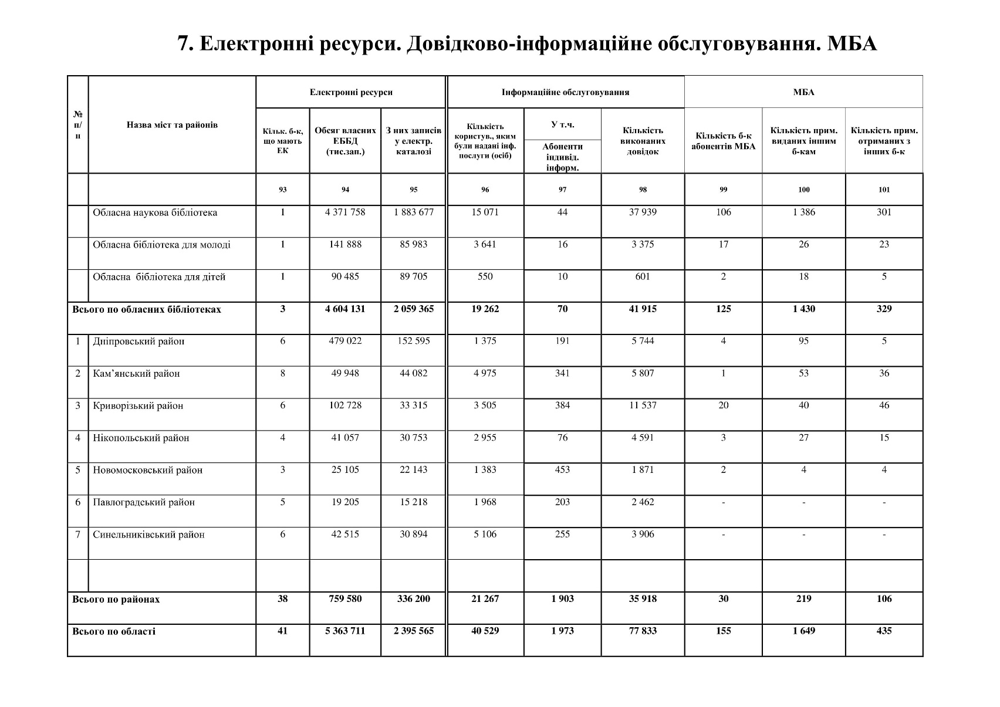 7. Електронні ресурси. Довідково-інформаційне обслуговування. МБА
№ п/п Назва міст та районів Електронні ресурси Інформаційне обслуговування МБА
Кільк. б-к, що мають ЕК Обсяг власних ЕББД (тис.зап.) З них записів у електр. каталозі Кількість користув., яким були надані інф. послуги (осіб) У т.ч. Абоненти індивід. інформ. Кількість виконаних довідок Кількість б-к абонентів МБА Кількість прим. виданих іншим б-кам Кількість прим. отриманих з інших б-к
93 94 95 96 97 98 99 100 101
Обласна наукова бібліотека 1 4 371 758 1 883 677 15 071 44 37 939 106 1 386 301
Обласна бібліотека для молоді 1 141 888 85 983 3 641 16 3 375 17 26 23
Обласна бібліотека для дітей 1 90 485 89 705 550 10 601 2 18 5
Всього по обласних бібліотеках 3 4 604 131 2 059 365 19 262 70 41 915 125 1 430 329
1 Дніпровський район 6 479 022 152 595 1 375 191 5 744 4 95 5
2 Кам’янський район 8 49 948 44 082 4 975 341 5 807 1 53 36
3 Криворізький район 6 102 728 33 315 3 505 384 11 537 20 40 46
4 Нікопольський район 4 41 057 30 753 2 955 76 4 591 3 27 15
5 Новомосковський район 3 25 105 22 143 1 383 453 1 871 2 4 4
6 Павлоградський район 5 19 205 15 218 1 968 203 2 462 - - -
7 Синельниківський район 6 42 515 30 894 5 106 255 3 906 - - -
Всього по районах 38 759 580 336 200 21 267 1 903 35 918 30 219 106
Всього по області 41 5 363 711 2 395 565 40 529 1 973 77 833 155 1 649 435